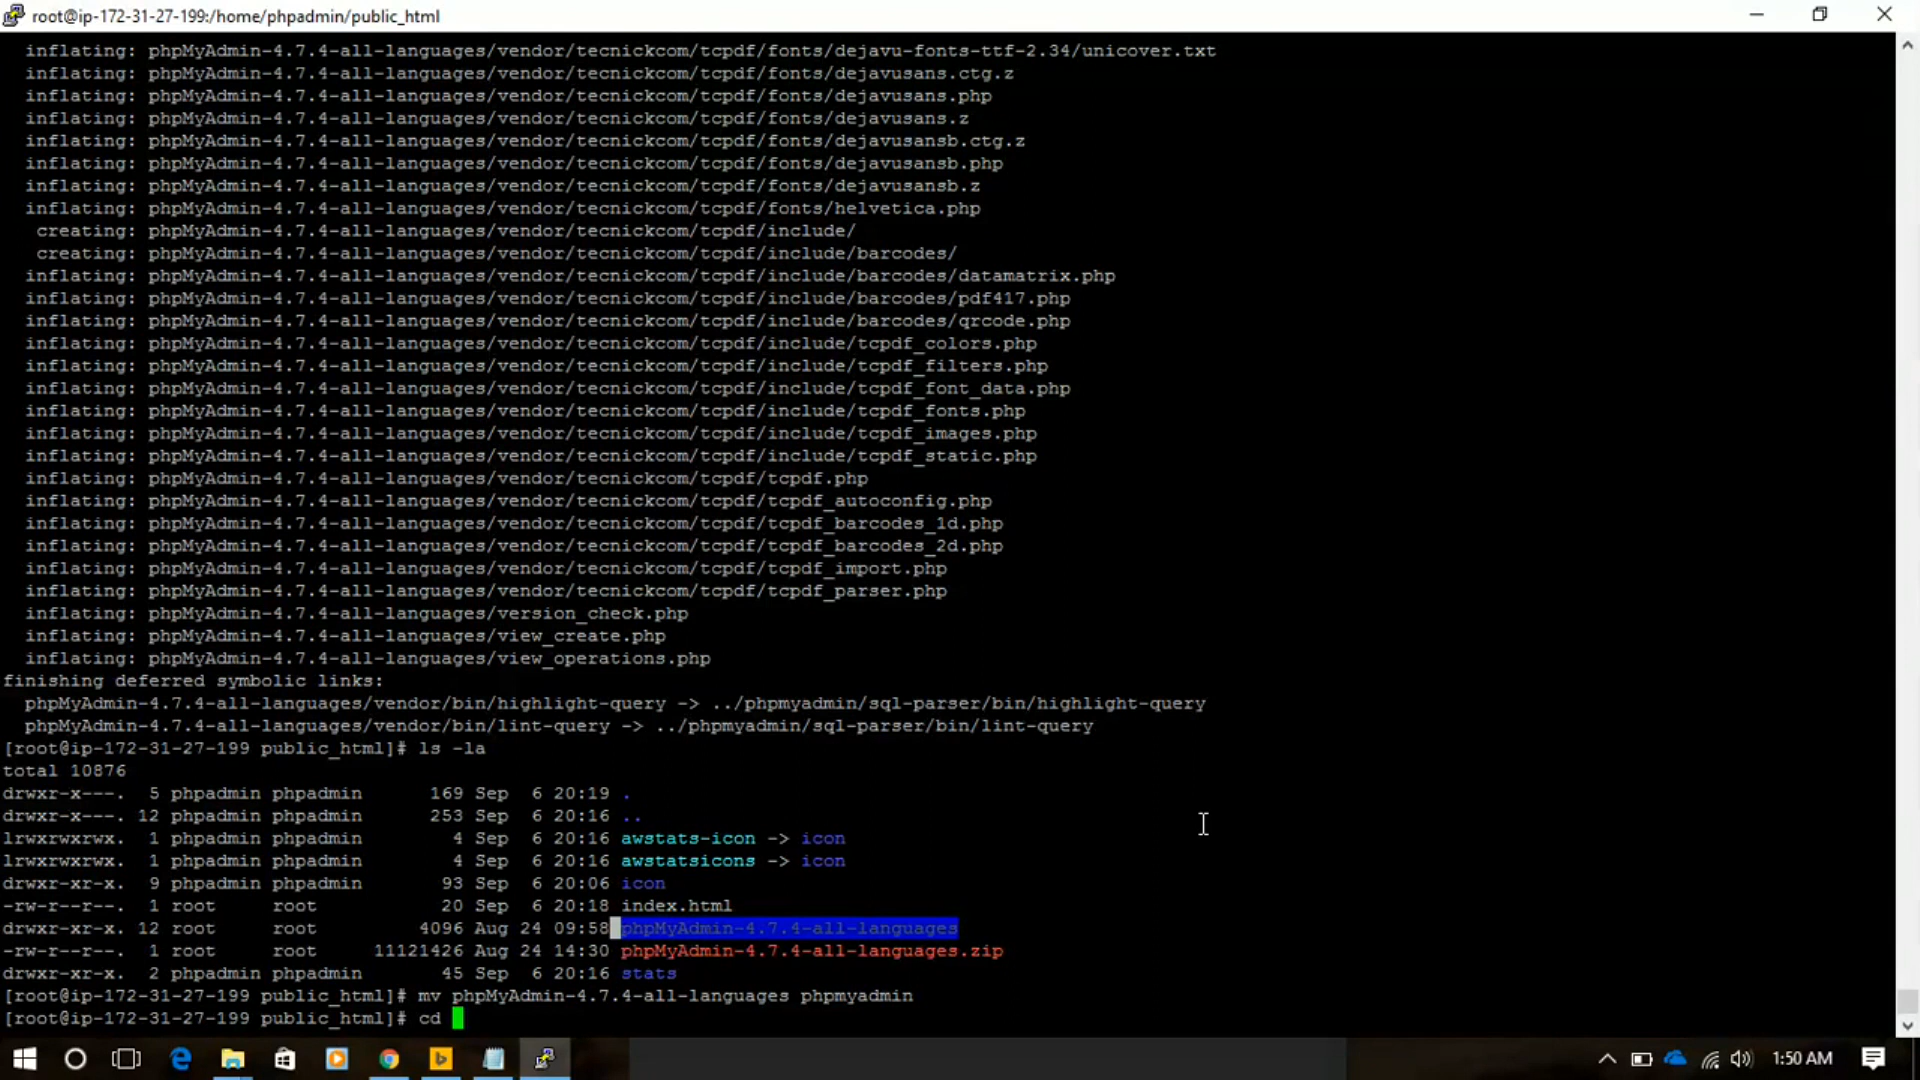 root@ip-172-31-27-199:/home/phpadmin/public_html
inflating: phpMyAdmin-4.7.4-all-languages/vendor/tecnickcom/tcpdf/fonts/dejavu-fonts-ttf-2.34/unicover.txt
inflating: phpMyAdmin-4.7.4-all-languages/vendor/tecnickcom/tcpdf/fonts/dejavusans.ctg.z
inflating: phpMyAdmin-4.7.4-all-languages/vendor/tecnickcom/tcpdf/fonts/dejavusans.php
inflating: phpMyAdmin-4.7.4-all-languages/vendor/tecnickcom/tcpdf/fonts/dejavusans.z
inflating: phpMyAdmin-4.7.4-all-languages/vendor/tecnickcom/tcpdf/fonts/dejavusansb.ctg.z
inflating: phpMyAdmin-4.7.4-all-languages/vendor/tecnickcom/tcpdf/fonts/dejavusansb.php
inflating: phpMyAdmin-4.7.4-all-languages/vendor/tecnickcom/tcpdf/fonts/dejavusansb.z
inflating: phpMyAdmin-4.7.4-all-languages/vendor/tecnickcom/tcpdf/fonts/helvetica.php
creating: phpMyAdmin-4.7.4-all-languages/vendor/tecnickcom/tcpdf/include/
creating: phpMyAdmin-4.7.4-all-languages/vendor/tecnickcom/tcpdf/include/barcodes/
inflating: phpMyAdmin-4.7.4-all-languages/vendor/tecnickcom/tcpdf/include/barcodes/datamatrix.php
inflating: phpMyAdmin-4.7.4-all-languages/vendor/tecnickcom/tcpdf/include/barcodes/pdf417.php
inflating: phpMyAdmin-4.7.4-all-languages/vendor/tecnickcom/tcpdf/include/barcodes/qrcode.php
inflating: phpMyAdmin-4.7.4-all-languages/vendor/tecnickcom/tcpdf/include/tcpdf_colors.php
inflating: phpMyAdmin-4.7.4-all-languages/vendor/tecnickcom/tcpdf/include/tcpdf_filters.php
inflating: phpMyAdmin-4.7.4-all-languages/vendor/tecnickcom/tcpdf/include/tcpdf_font_data.php
inflating: phpMyAdmin-4.7.4-all-languages/vendor/tecnickcom/tcpdf/include/tcpdf_fonts.php
inflating: phpMyAdmin-4.7.4-all-languages/vendor/tecnickcom/tcpdf/include/tcpdf_images.php
inflating: phpMyAdmin-4.7.4-all-languages/vendor/tecnickcom/tcpdf/include/tcpdf_static.php
inflating: phpMyAdmin-4.7.4-all-languages/vendor/tecnickcom/tcpdf/tcpdf.php
inflating: phpMyAdmin-4.7.4-all-languages/vendor/tecnickcom/tcpdf/tcpdf_autoconfig.php
inflating: phpMyAdmin-4.7.4-all-languages/vendor/tecnickcom/tcpdf/tcpdf_barcodes_1d.php
inflating: phpMyAdmin-4.7.4-all-languages/vendor/tecnickcom/tcpdf/tcpdf_barcodes_2d.php
inflating: phpMyAdmin-4.7.4-all-languages/vendor/tecnickcom/tcpdf/tcpdf_import.php
inflating: phpMyAdmin-4.7.4-all-languages/vendor/tecnickcom/tcpdf/tcpdf_parser.php
inflating: phpMyAdmin-4.7.4-all-languages/version_check.php
inflating: phpMyAdmin-4.7.4-all-languages/view_create.php
inflating: phpMyAdmin-4.7.4-all-languages/view_operations.php
finishing deferred symbolic links:
phpMyAdmin-4.7.4-all-languages/vendor/bin/highlight-query -> ../phpmyadmin/sql-parser/bin/highlight-query
phpMyAdmin-4.7.4-all-languages/vendor/bin/lint-query -> ../phpmyadmin/sql-parser/bin/lint-query
[root@ip-172-31-27-199 public_html]# ls -la
total 10876
drwxr-x---. 5 phpadmin phpadmin 169 Sep 6 20:19 .
drwxr-x---. 12 phpadmin phpadmin 253 Sep 6 20:16 ..
lrwxrwxrwx. 1 phpadmin phpadmin 4 Sep 6 20:16 awstats-icon -> icon
lrwxrwxrwx. 1 phpadmin phpadmin 4 Sep 6 20:16 awstatsicons -> icon
drwxr-xr-x. 9 phpadmin phpadmin 93 Sep 6 20:06 icon
-rw-r--r--. 1 root root 20 Sep 6 20:18 index.html
drwxr-xr-x. 12 root root 4096 Aug 24 09:58 phpMyAdmin-4.7.4-all-languages
-rw-r--r--. 1 root root 11121426 Aug 24 14:30 phpMyAdmin-4.7.4-all-languages.zip
drwxr-xr-x. 2 phpadmin phpadmin 45 Sep 6 20:16 stats
[root@ip-172-31-27-199 public_html]# mv phpMyAdmin-4.7.4-all-languages phpmyadmin
[root@ip-172-31-27-199 public_html]# cd
1:50 AM